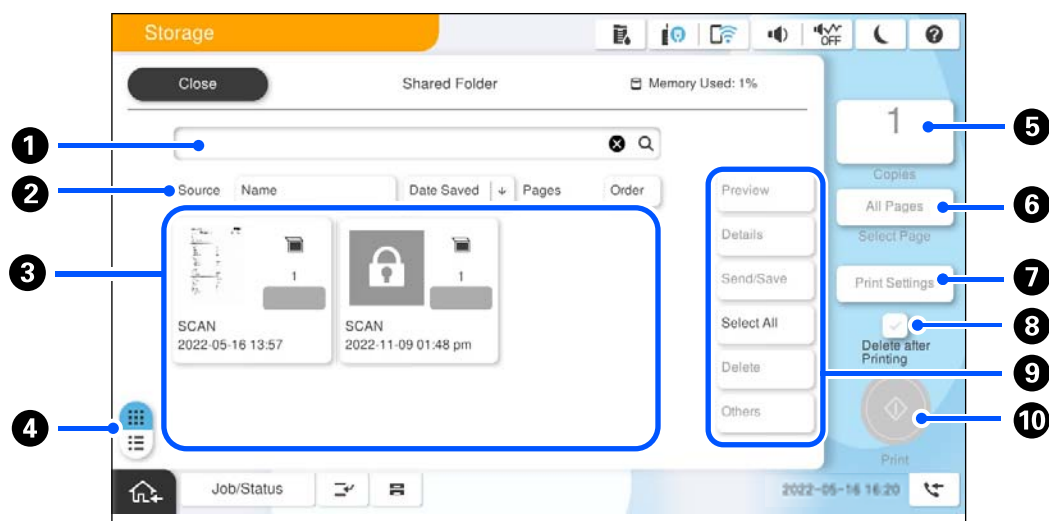 Storage
OFF
Close
Shared Folder
Memory Used: 1%
1
5
1
Copies
2
Source
Name
Date Saved
Pages
Order
Preview
All Pages
6
Select Page
3
1
1
Details
Send/Save
Print Settings
7
SCAN
2022-05-16 13:57
SCAN
2022-11-09 01:48 pm
Select All
8
Delete after
Printing
Delete
9
4
Others
10
Print
Job/Status
2022-05-16 16:20